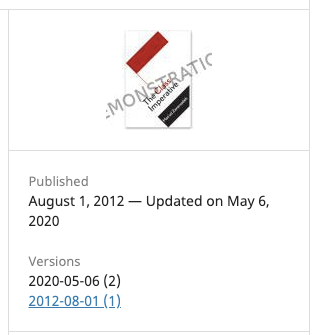 MONSTRATIO
The Class
Imperative
Published
August 1, 2012 — Updated on May 6,
2020
Versions
2020-05-06 (2)
2012-08-01 (1)